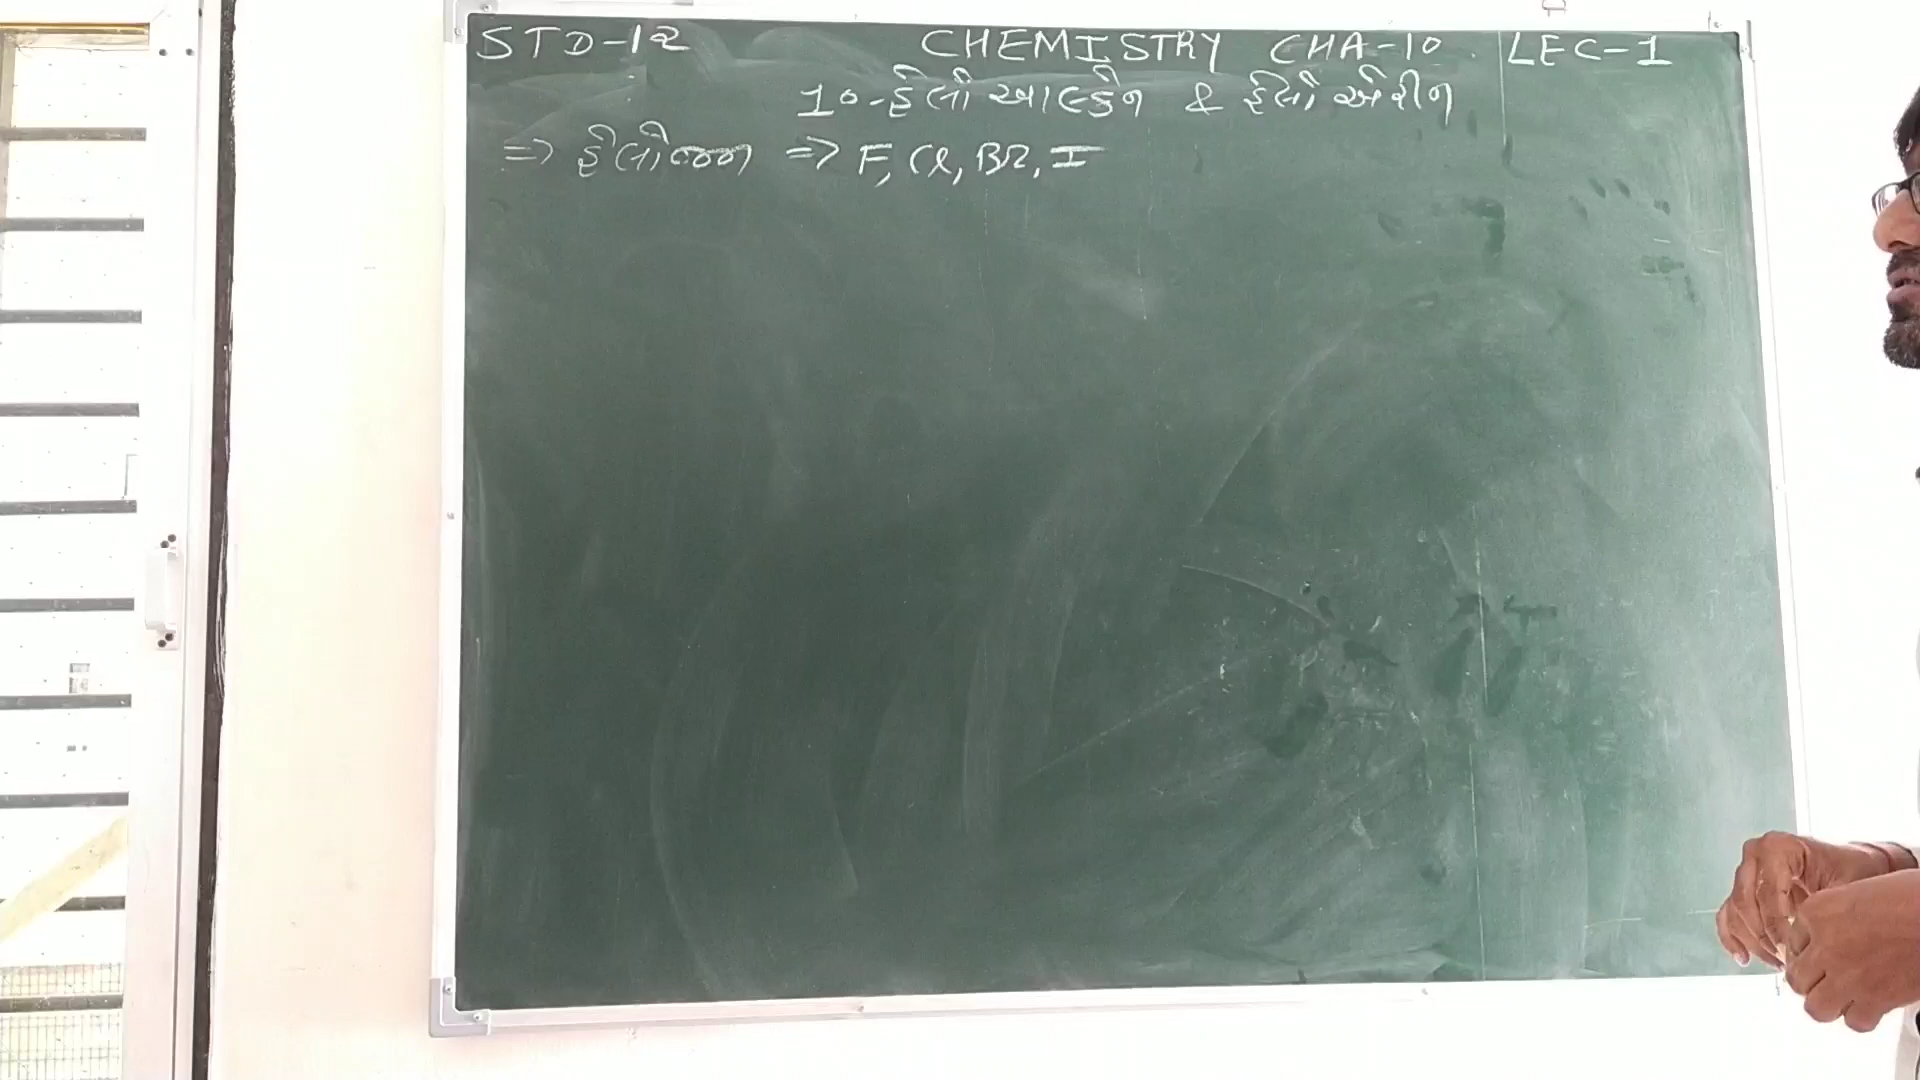 STD-12 CHEMISTRY CHA-10. LEC-1
10-હેલો આલ્કેન & હેલો એરીન
=> હેલોજન => F, Cl, Br, I